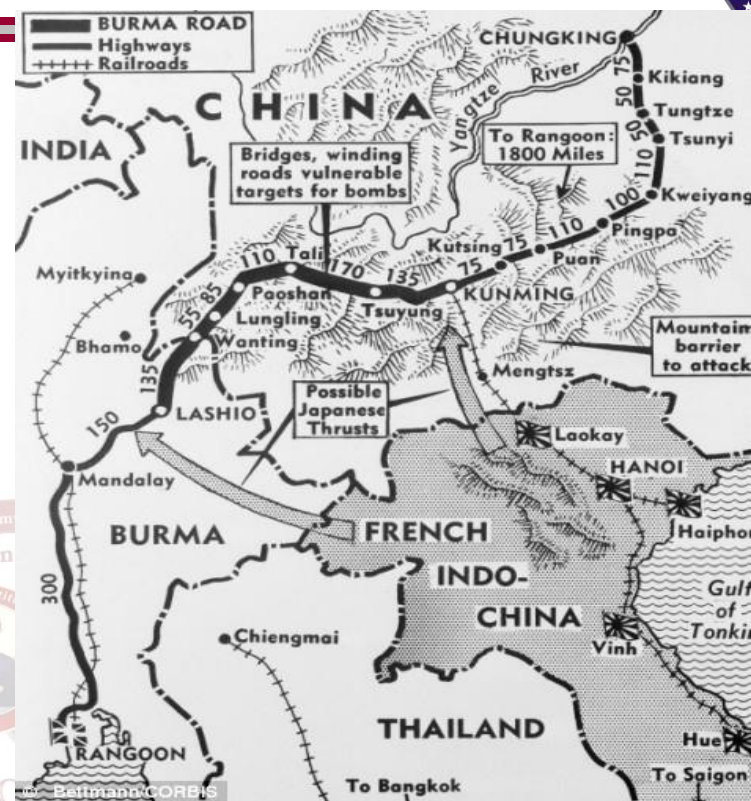 BURMA ROAD
Highways
Railroads
CHUNGKING
75
Kikiang
50
Tungtze
50
Tsunyi
110
Kweiyang
CHINA
Yangtze River
INDIA
Bridges, winding
roads vulnerable
targets for bombs
To Rangoon:
1800 Miles
100
Pingpa
110
Puan
75
Kutsing
75
KUNMING
135
Tsuyung
170
Tali
110
Paoshan
85
Lungling
55
Wanting
135
LASHIO
Myitkyina
Bhamo
150
Mandalay
Mountain
barrier
to attack
Mengtsz
Possible
Japanese
Thrusts
Laokay
HANOI
Haiphon
BURMA
FRENCH
INDO-
CHINA
Gulf
of
Tonkin
300
Chiengmai
Vinh
THAILAND
Hue
RANGOON
To Saigon
To Bangkok
© Bettmann/CORBIS